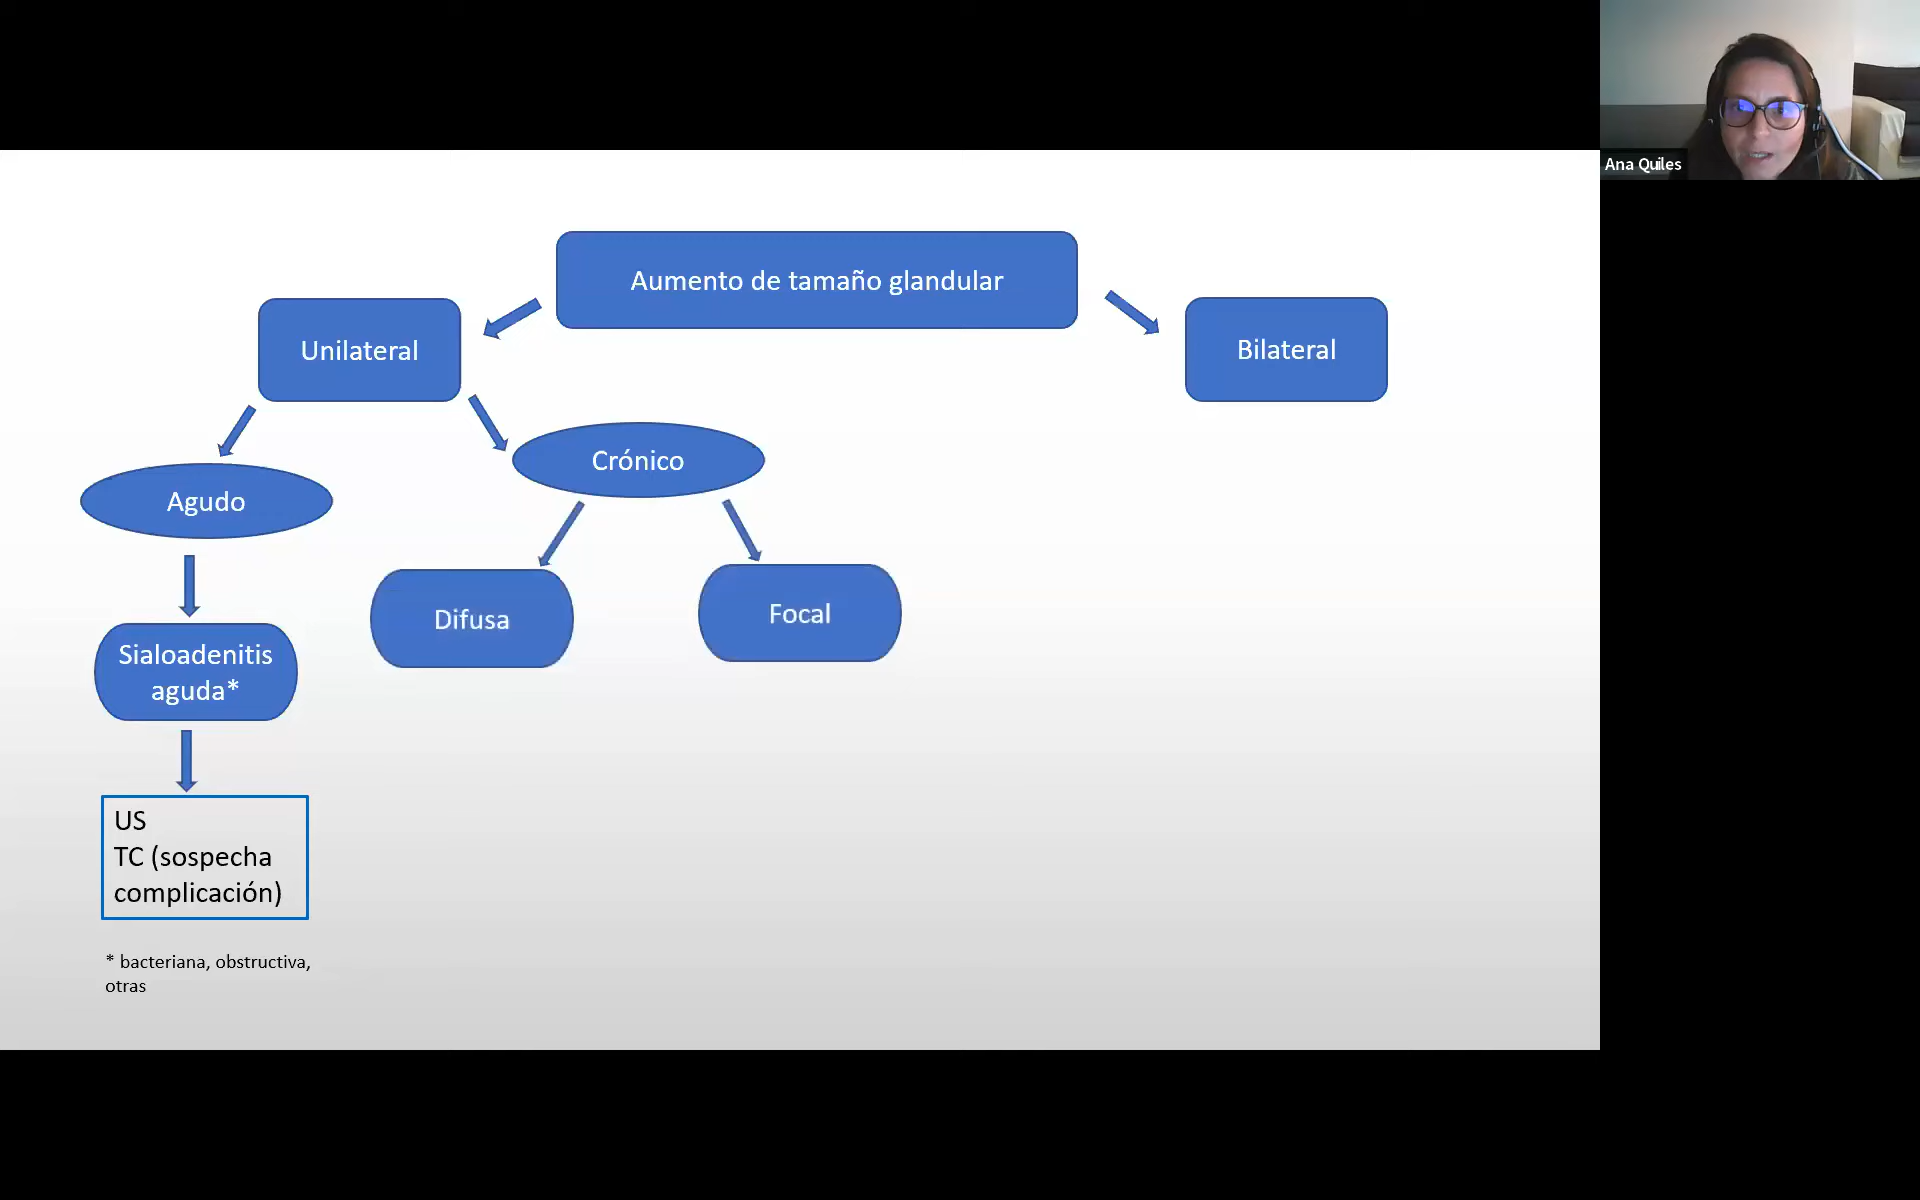 Ana Quiles
Aumento de tamaño glandular
Unilateral
Bilateral
Agudo
Crónico
Difusa
Focal
Sialoadenitis
aguda*
US
TC (sospecha
complicación)
* bacteriana, obstructiva,
otras